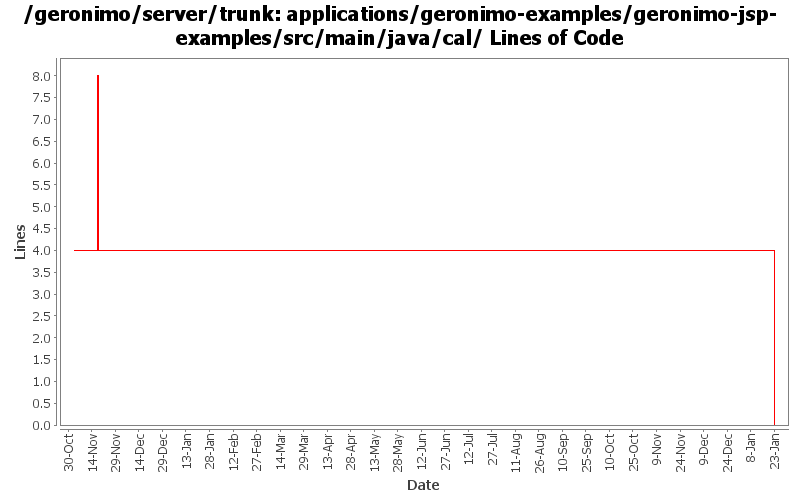 /geronimo/server/trunk: applications/geronimo-examples/geronimo-jsp-
examples/src/main/java/cal/ Lines of Code
Lines
8.0
7.5
7.0
6.5
6.0
5.5
5.0
4.5
4.0
3.5
3.0
2.5
2.0
1.5
1.0
0.5
0.0
30-Oct
14-Nov
29-Nov
14-Dec
29-Dec
13-Jan
28-Jan
12-Feb
27-Feb
14-Mar
29-Mar
13-Apr
28-Apr
13-May
28-May
12-Jun
27-Jun
12-Jul
27-Jul
11-Aug
26-Aug
10-Sep
25-Sep
10-Oct
25-Oct
9-Nov
24-Nov
9-Dec
24-Dec
8-Jan
23-Jan
Date